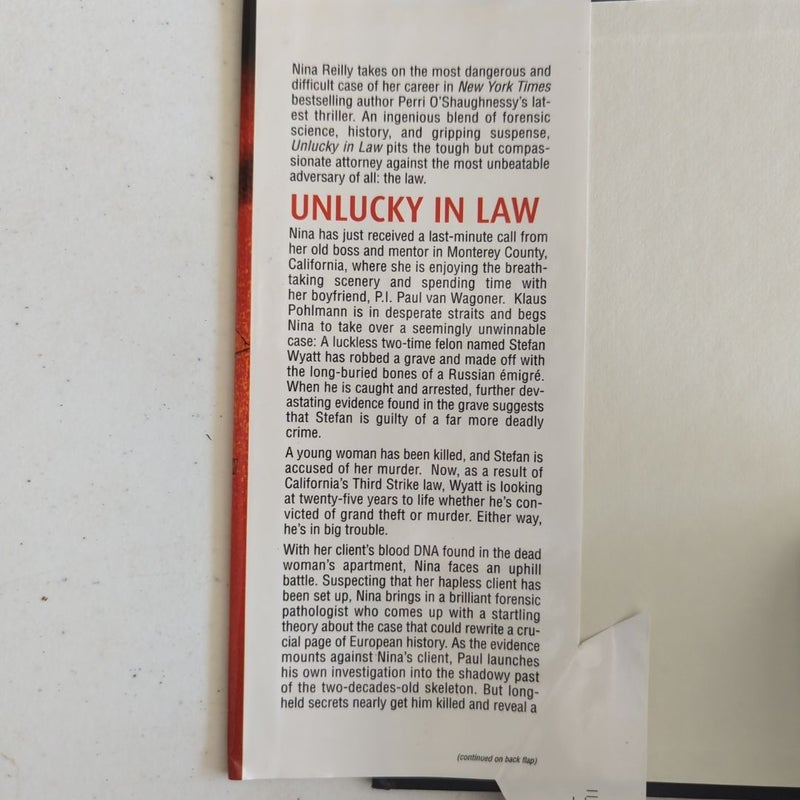 Nina Reilly takes on the most dangerous and
difficult case of her career in New York Times
bestselling author Perri O'Shaughnessy's lat-
est thriller. An ingenious blend of forensic
science, history, and gripping suspense,
Unlucky in Law pits the tough but compas-
sionate attorney against the most unbeatable
adversary of all: the law.
UNLUCKY IN LAW
Nina has just received a last-minute call from
her old boss and mentor in Monterey County,
California, where she is enjoying the breath-
taking scenery and spending time with
her boyfriend, P.I. Paul van Wagoner. Klaus
Pohlmann is in desperate straits and begs
Nina to take over a seemingly unwinnable
case: A luckless two-time felon named Stefan
Wyatt has robbed a grave and made off with
the long-buried bones of a Russian émigré.
When he is caught and arrested, further dev-
astating evidence found in the grave suggests
that Stefan is guilty of a far more deadly
crime.
A young woman has been killed, and Stefan is
accused of her murder. Now, as a result of
California's Third Strike law, Wyatt is looking
at twenty-five years to life whether he's con-
victed of grand theft or murder. Either way,
he's in big trouble.
With her client's blood DNA found in the dead
woman's apartment, Nina faces an uphill
battle. Suspecting that her hapless client has
been set up, Nina brings in a brilliant forensic
pathologist who comes up with a startling
theory about the case that could rewrite a cru-
cial page of European history. As the evidence
mounts against Nina's client, Paul launches
his own investigation into the shadowy past
of the two-decades-old skeleton. But long-
held secrets nearly get him killed and reveal a
(continued on back flap)